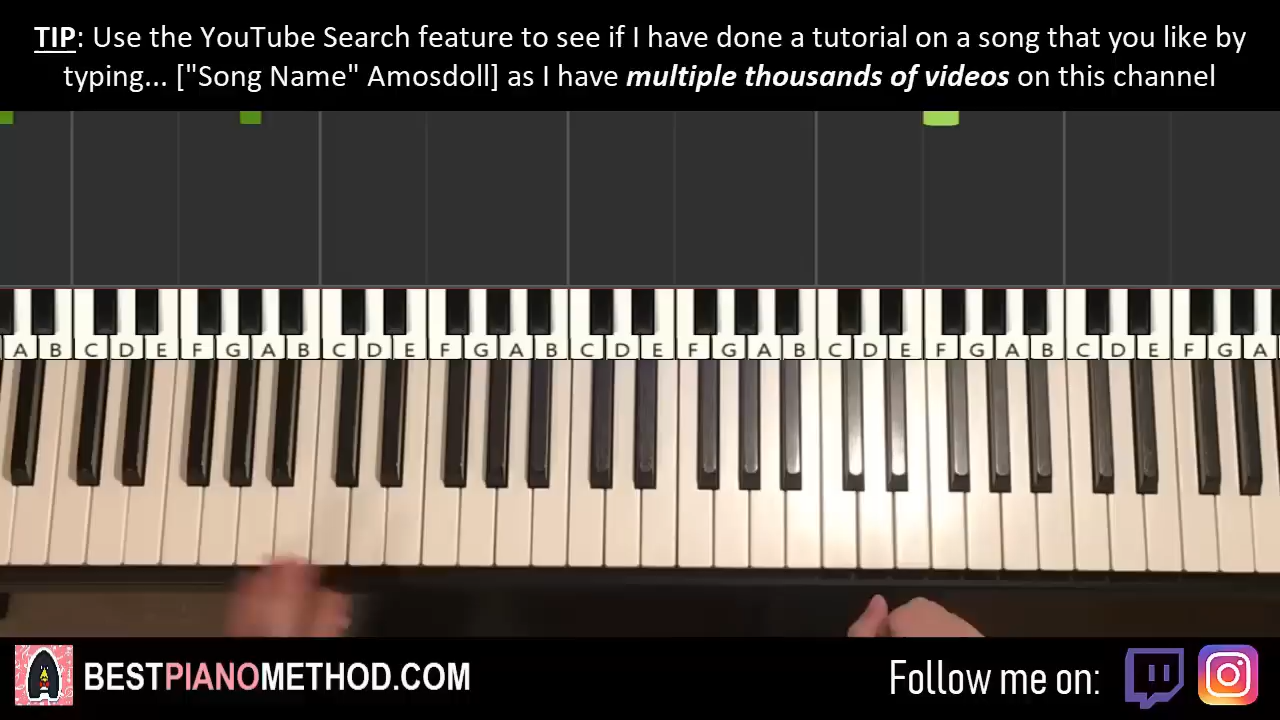 TIP: Use the YouTube Search feature to see if I have done a tutorial on a song that you like by
typing... ["Song Name" Amosdoll] as I have multiple thousands of videos on this channel
A B C D E F G A B C D E F G A B C D E F G A B C D E F G A B C D E F G A
BESTPIANOMETHOD.COM
Follow me on: